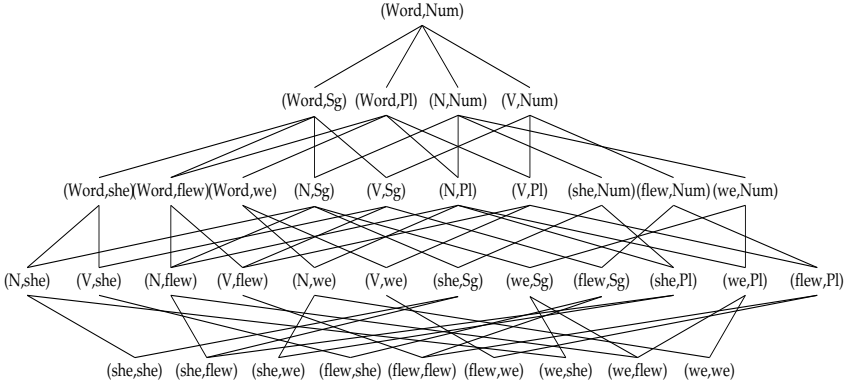 (Word,Num)
(Word,Sg) (Word,Pl) (N,Num) (V,Num)
(Word,she)(Word,flew)(Word,we) (N,Sg) (V,Sg) (N,Pl) (V,Pl) (she,Num)(flew,Num)(we,Num)
(N,she) (V,she) (N,flew) (V,flew) (N,we) (V,we) (she,Sg) (we,Sg) (flew,Sg) (she,Pl) (we,Pl) (flew,Pl)
(she,she) (she,flew) (she,we) (flew,she) (flew,flew) (flew,we) (we,she) (we,flew) (we,we)